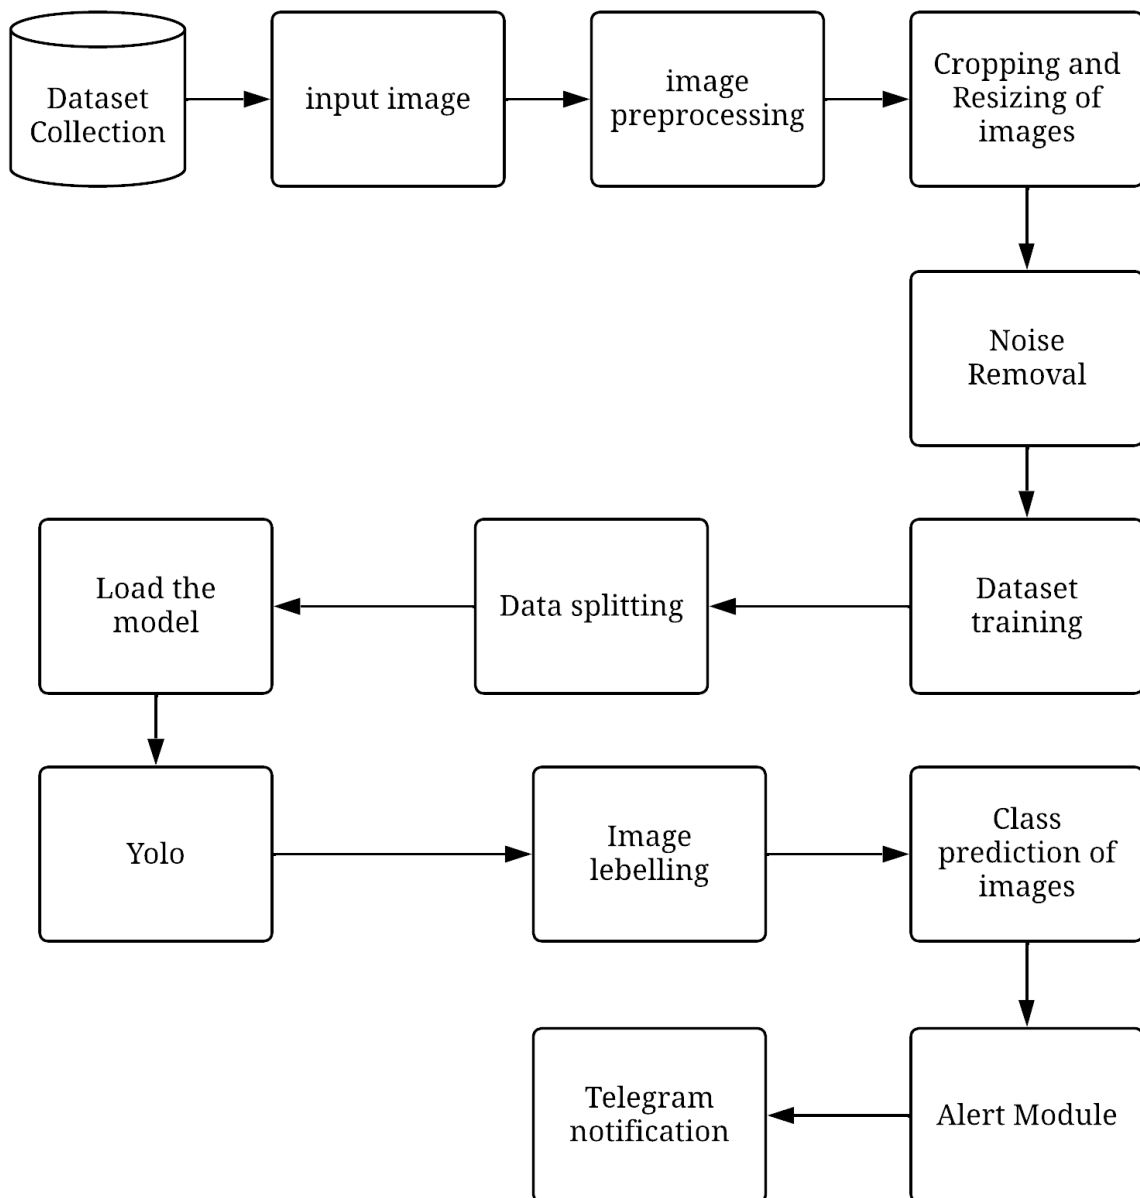 Dataset
Collection
input image
image
preprocessing
Cropping and
Resizing of
images
Noise
Removal
Load the
model
Data splitting
Dataset
training
Yolo
Image
lebelling
Class
prediction of
images
Telegram
notification
Alert Module